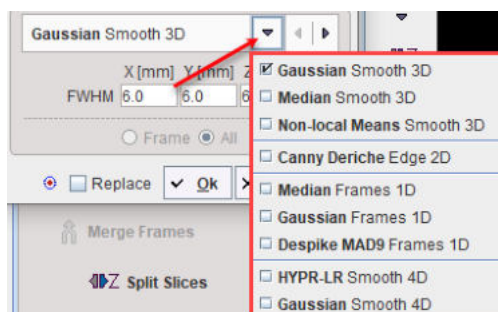 Gaussian Smooth 3D
X [mm] Y [mm] Z
FWHM 6.0 6.0 6
Frame All
Replace Ok
Merge Frames
Split Slices
Gaussian Smooth 3D
Median Smooth 3D
Non-local Means Smooth 3D
Canny Deriche Edge 2D
Median Frames 1D
Gaussian Frames 1D
Despike MAD9 Frames 1D
HYPR-LR Smooth 4D
Gaussian Smooth 4D